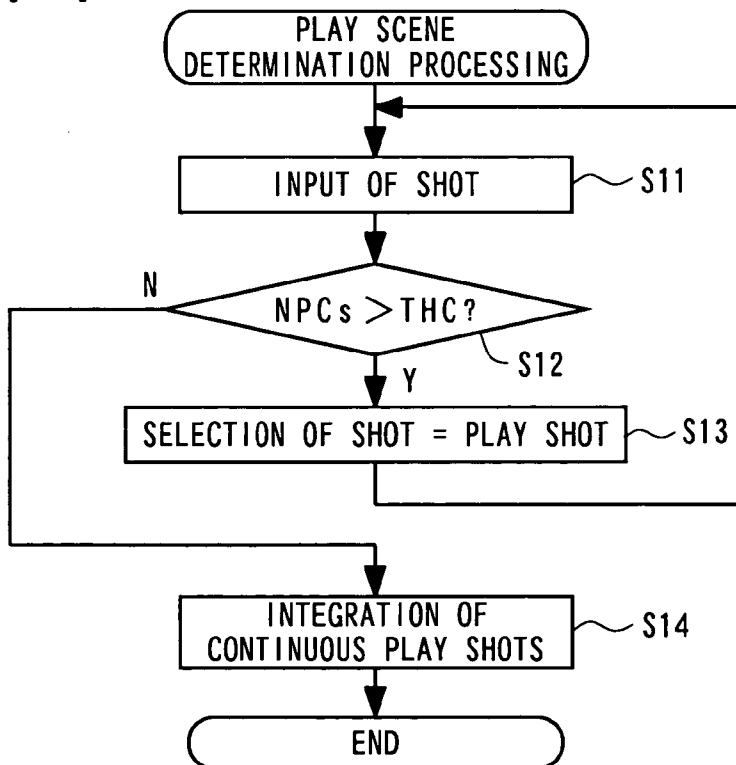 PLAY SCENE
DETERMINATION PROCESSING
INPUT OF SHOT
S11
N
NPCs > THC?
S12
Y
SELECTION OF SHOT = PLAY SHOT
S13
INTEGRATION OF
CONTINUOUS PLAY SHOTS
S14
END